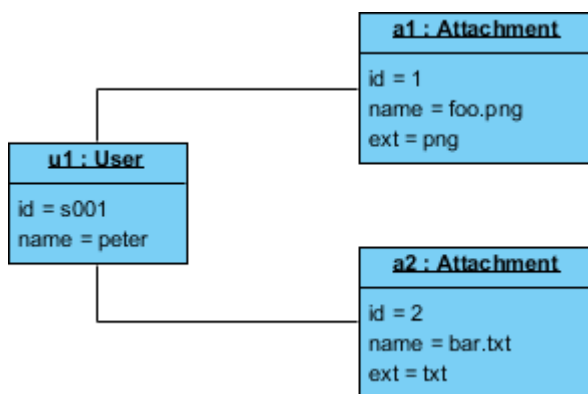 a1 : Attachment
id = 1
name = foo.png
ext = png
u1 : User
id = s001
name = peter
a2 : Attachment
id = 2
name = bar.txt
ext = txt